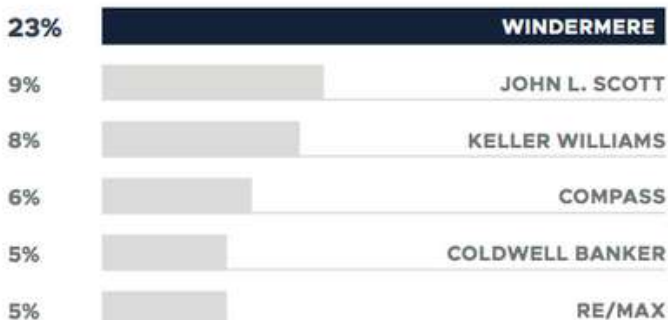 23% WINDERMERE
9% JOHN L. SCOTT
8% KELLER WILLIAMS
6% COMPASS
5% COLDWELL BANKER
5% RE/MAX